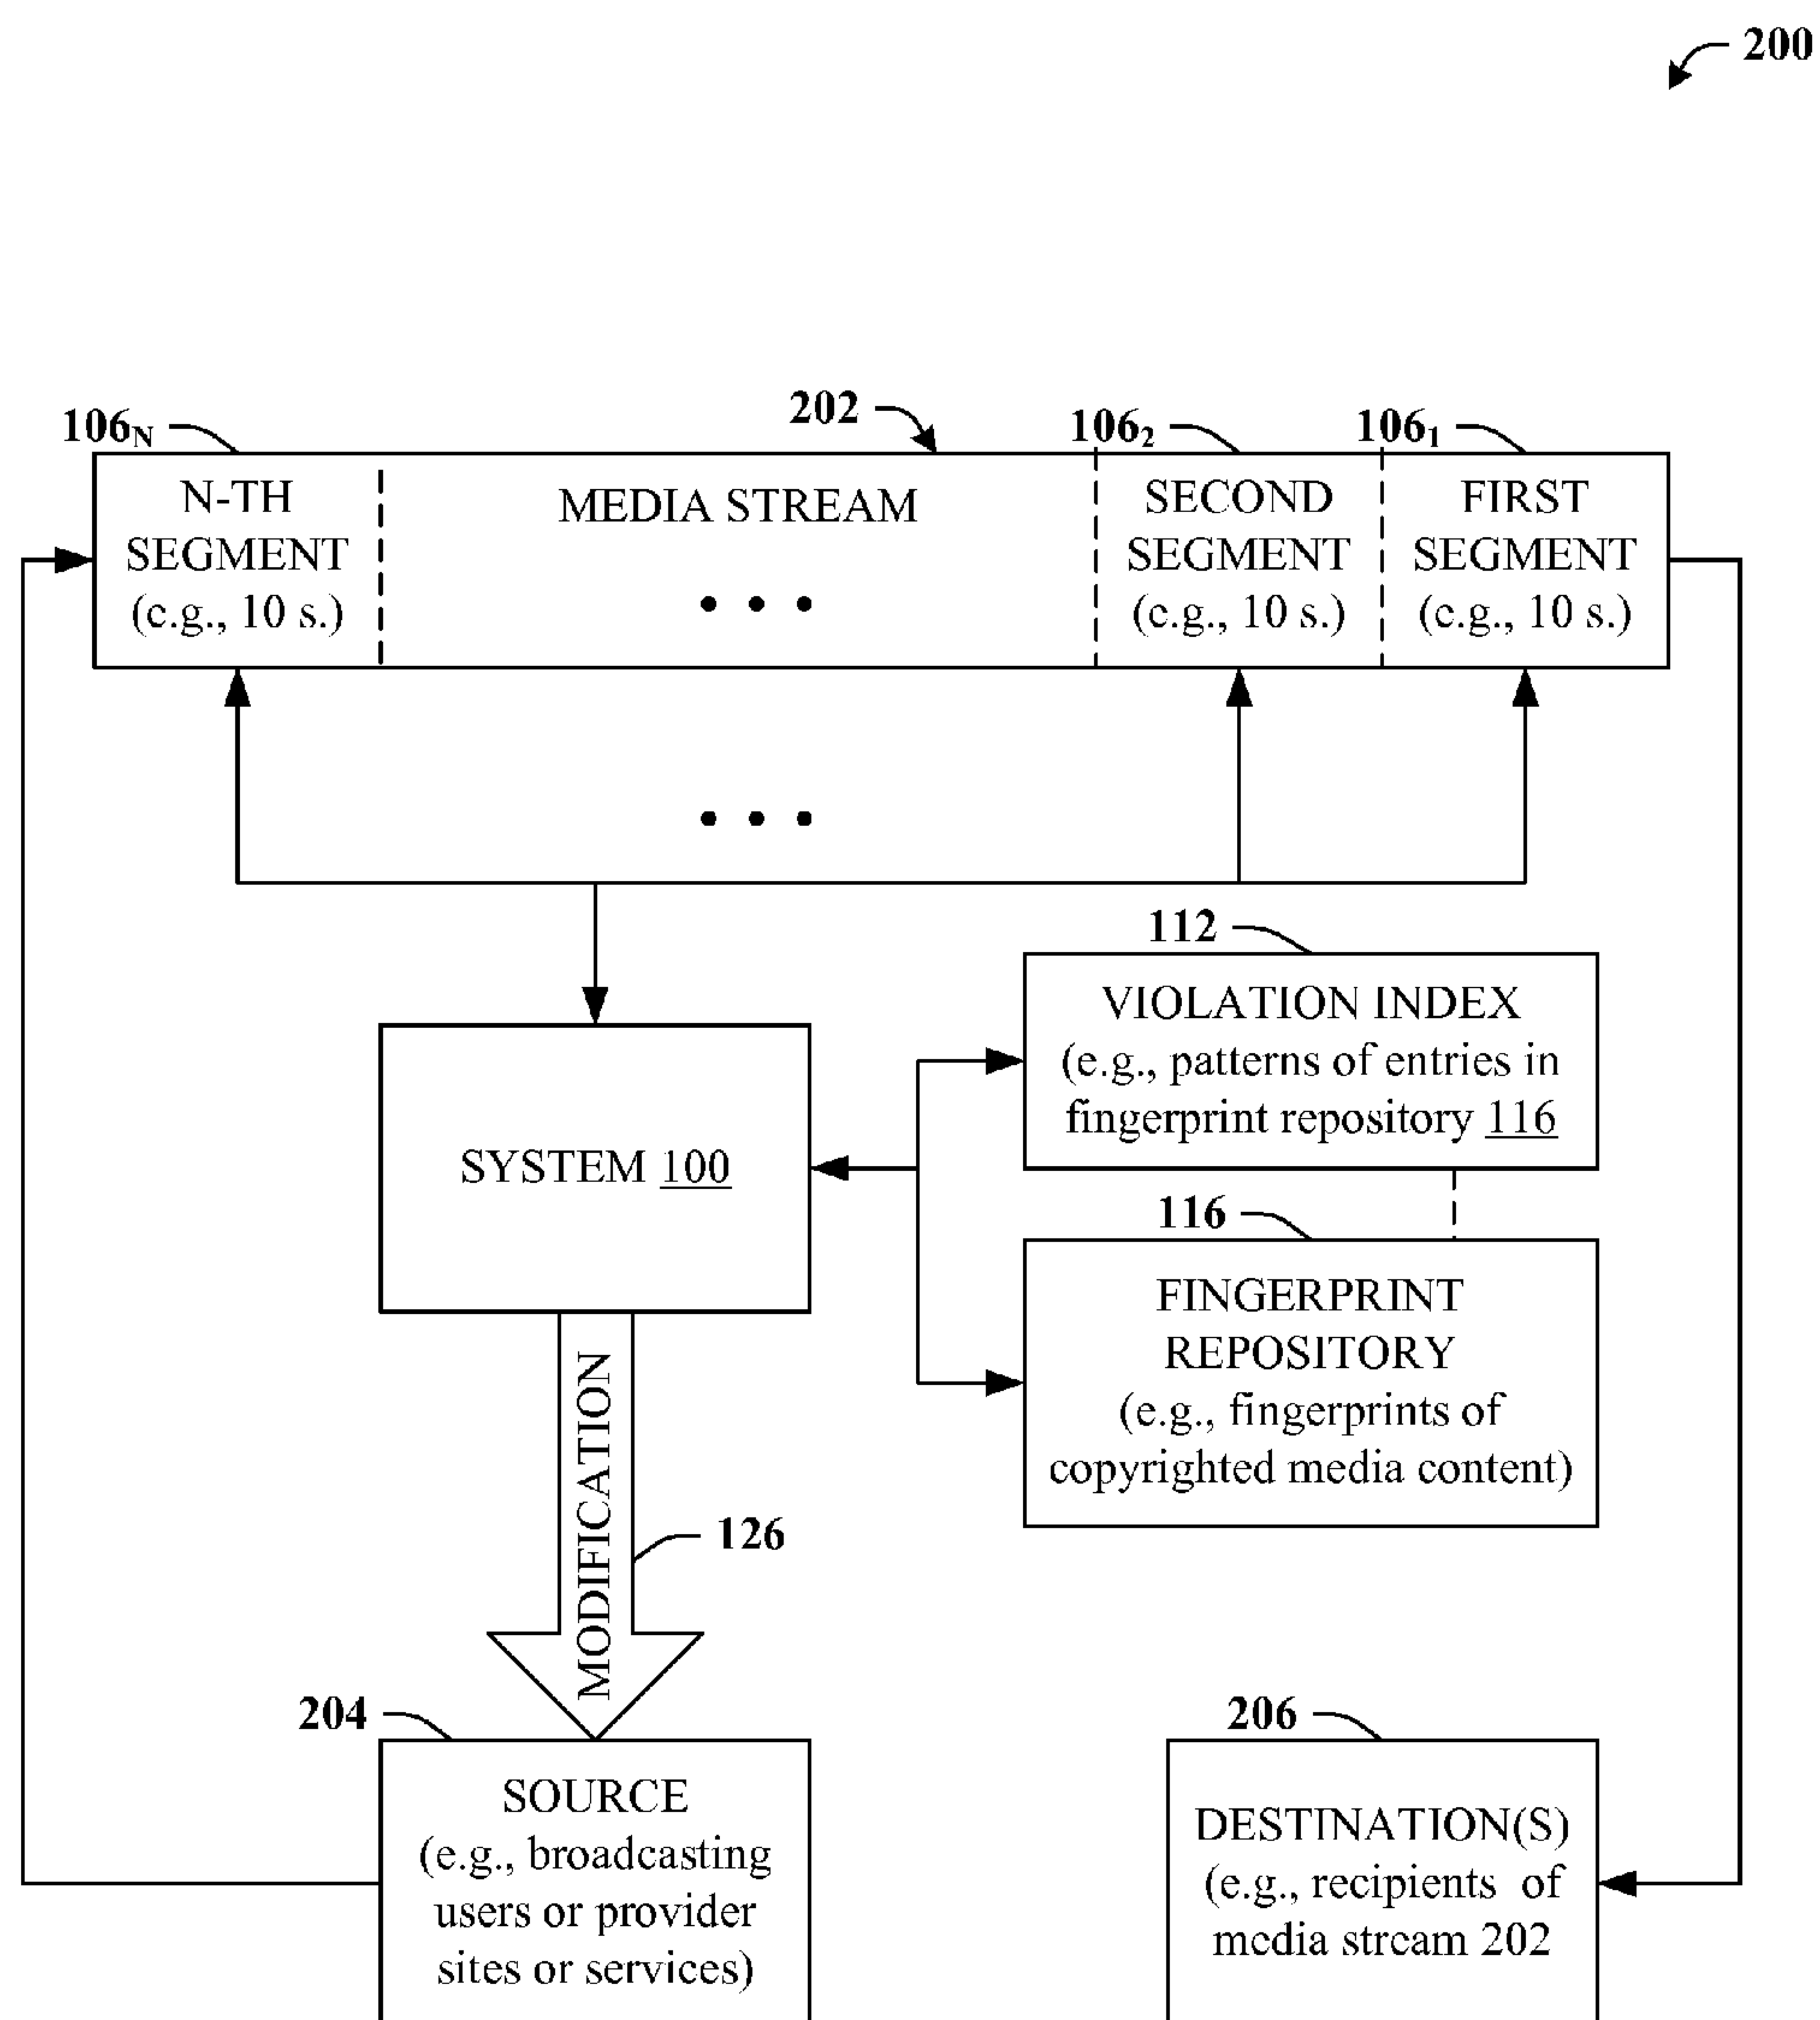 200
202
106N
1062
1061
N-TH
SEGMENT
(e.g., 10 s.)
MEDIA STREAM
• • •
SECOND
SEGMENT
(e.g., 10 s.)
FIRST
SEGMENT
(e.g., 10 s.)
• • •
112
VIOLATION INDEX
(e.g., patterns of entries in
fingerprint repository 116
SYSTEM 100
116
FINGERPRINT
REPOSITORY
(e.g., fingerprints of
copyrighted media content)
MODIFICATION
126
204
SOURCE
(e.g., broadcasting
users or provider
sites or services)
206
DESTINATION(S)
(e.g., recipients of
media stream 202